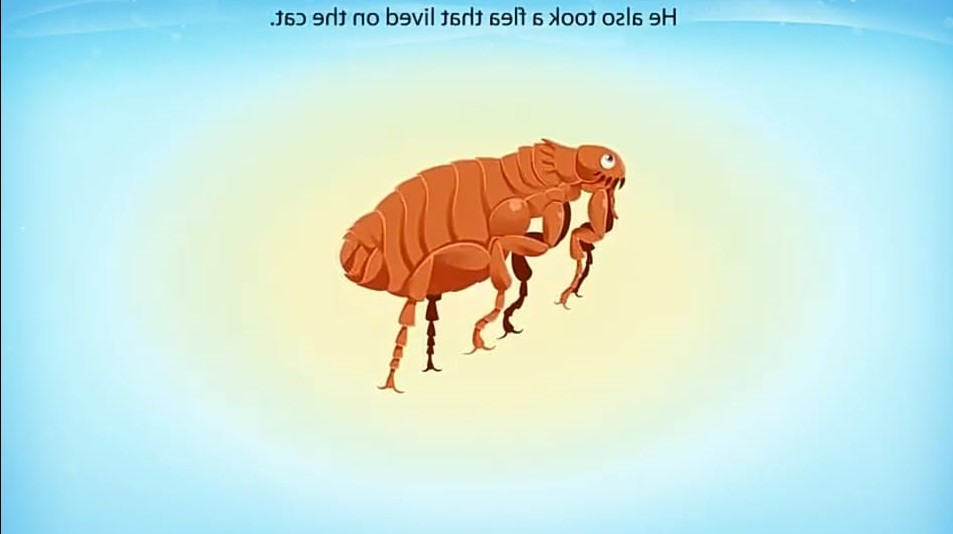 He also took a flea that lived on the cat.